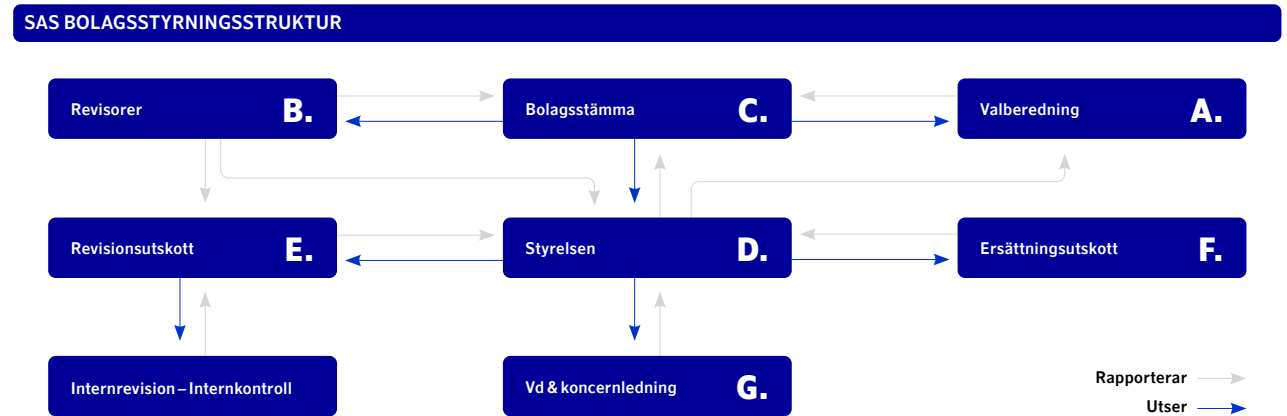 SAS BOLAGSSTYRNINGSSTRUKTUR
Revisorer B.
Bolagsstämma C.
Valberedning A.
Revisionsutskott E.
Styrelsen D.
Ersättningsutskott F.
Internrevision – Internkontroll
Vd & koncernledning G.
Rapporterar
Utser